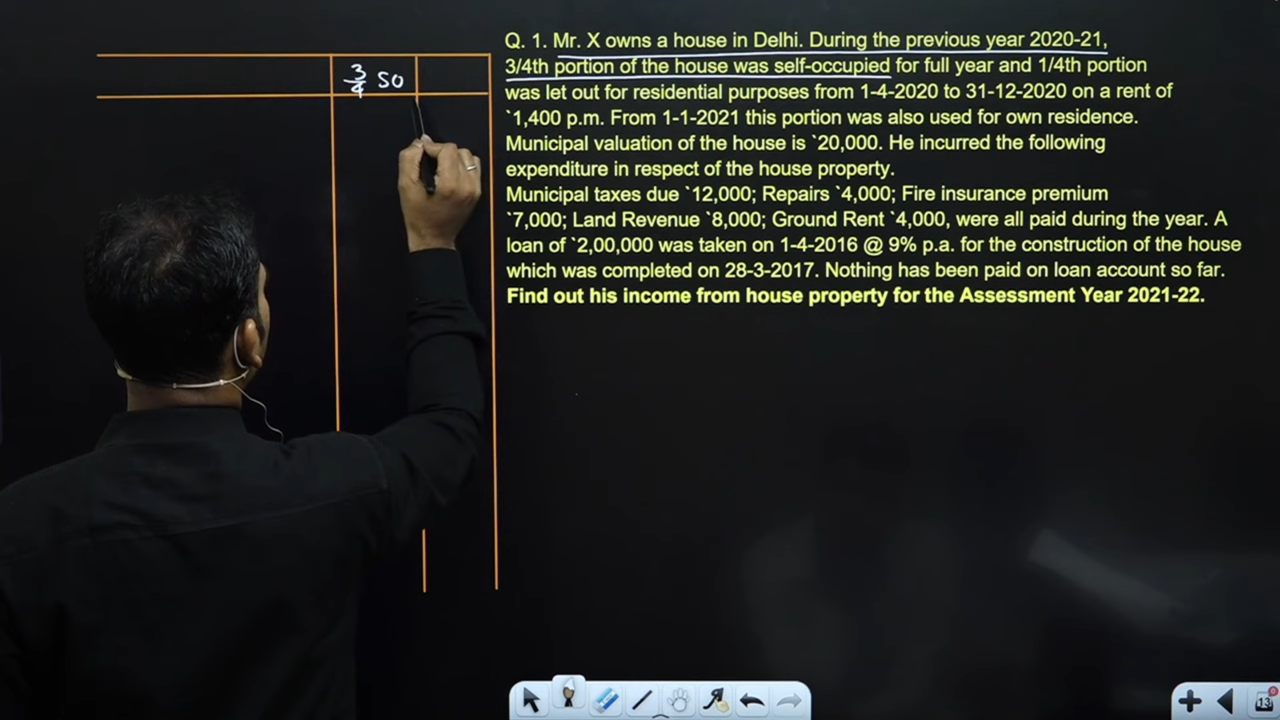 3/4 SO
Q. 1. Mr. X owns a house in Delhi. During the previous year 2020-21,
3/4th portion of the house was self-occupied for full year and 1/4th portion
was let out for residential purposes from 1-4-2020 to 31-12-2020 on a rent of
`1,400 p.m. From 1-1-2021 this portion was also used for own residence.
Municipal valuation of the house is `20,000. He incurred the following
expenditure in respect of the house property.
Municipal taxes due `12,000; Repairs `4,000; Fire insurance premium
`7,000; Land Revenue `8,000; Ground Rent `4,000, were all paid during the year. A
loan of `2,00,000 was taken on 1-4-2016 @ 9% p.a. for the construction of the house
which was completed on 28-3-2017. Nothing has been paid on loan account so far.
Find out his income from house property for the Assessment Year 2021-22.
13